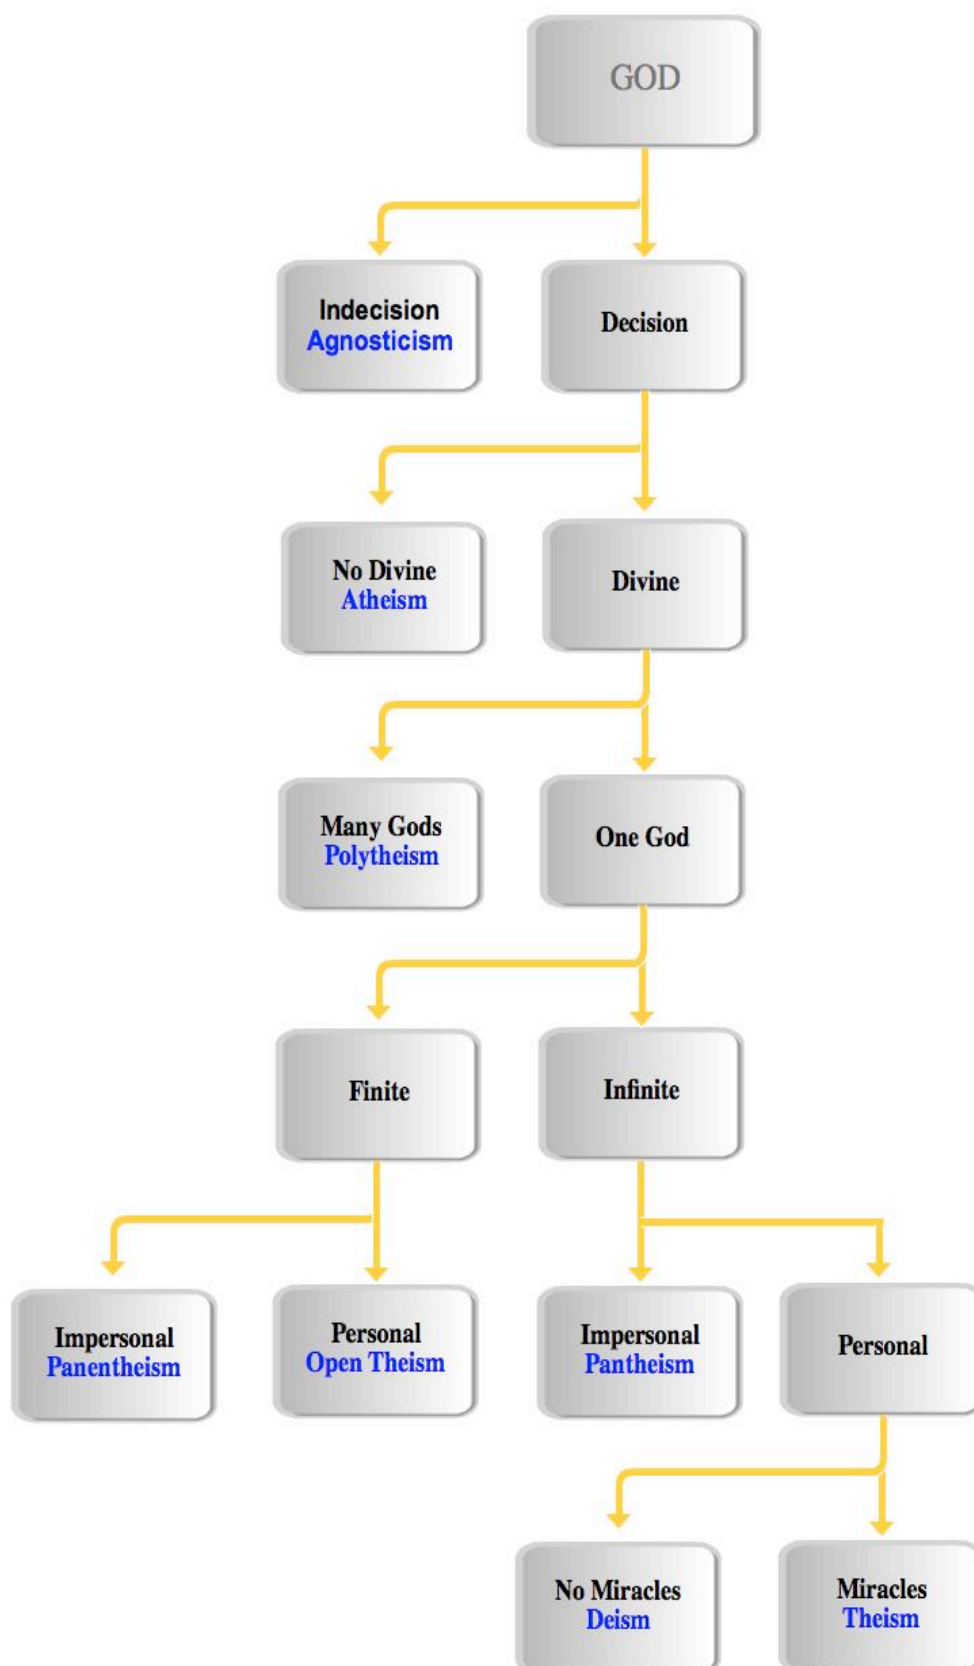 GOD
Indecision
Agnosticism
Decision
No Divine
Atheism
Divine
Many Gods
Polytheism
One God
Finite
Infinite
Impersonal
Panentheism
Personal
Open Theism
Impersonal
Pantheism
Personal
No Miracles
Deism
Miracles
Theism